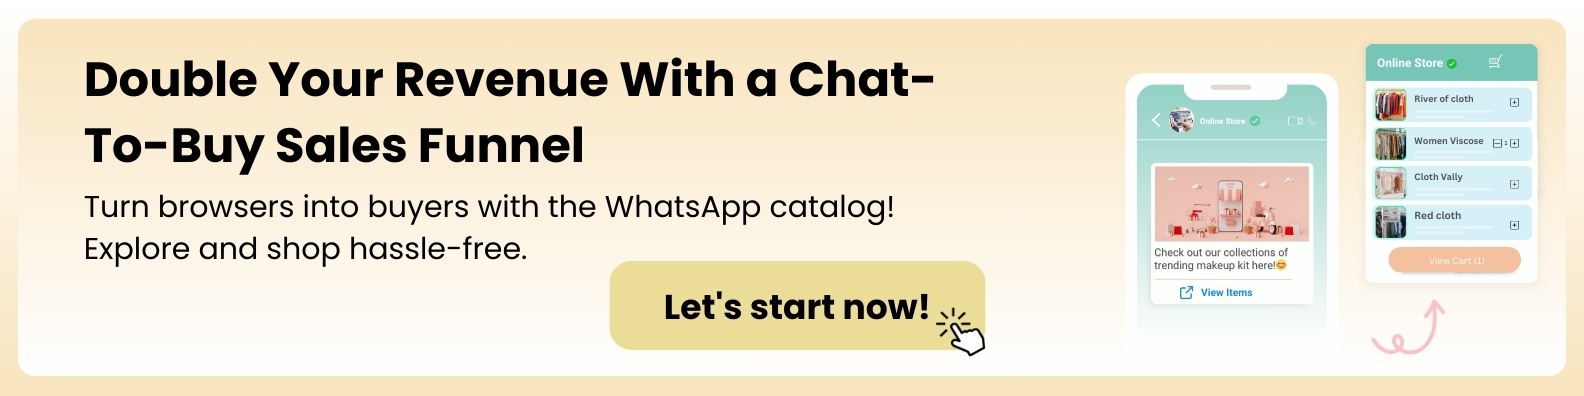 Double Your Revenue With a Chat-
To-Buy Sales Funnel
Turn browsers into buyers with the WhatsApp catalog!
Explore and shop hassle-free.
Let's start now!
Online Store
Check out our collections of
trending makeup kit here!😊
View Items
Online Store
River of cloth
Women Viscose
1
Cloth Vally
Red cloth
View Cart (1)